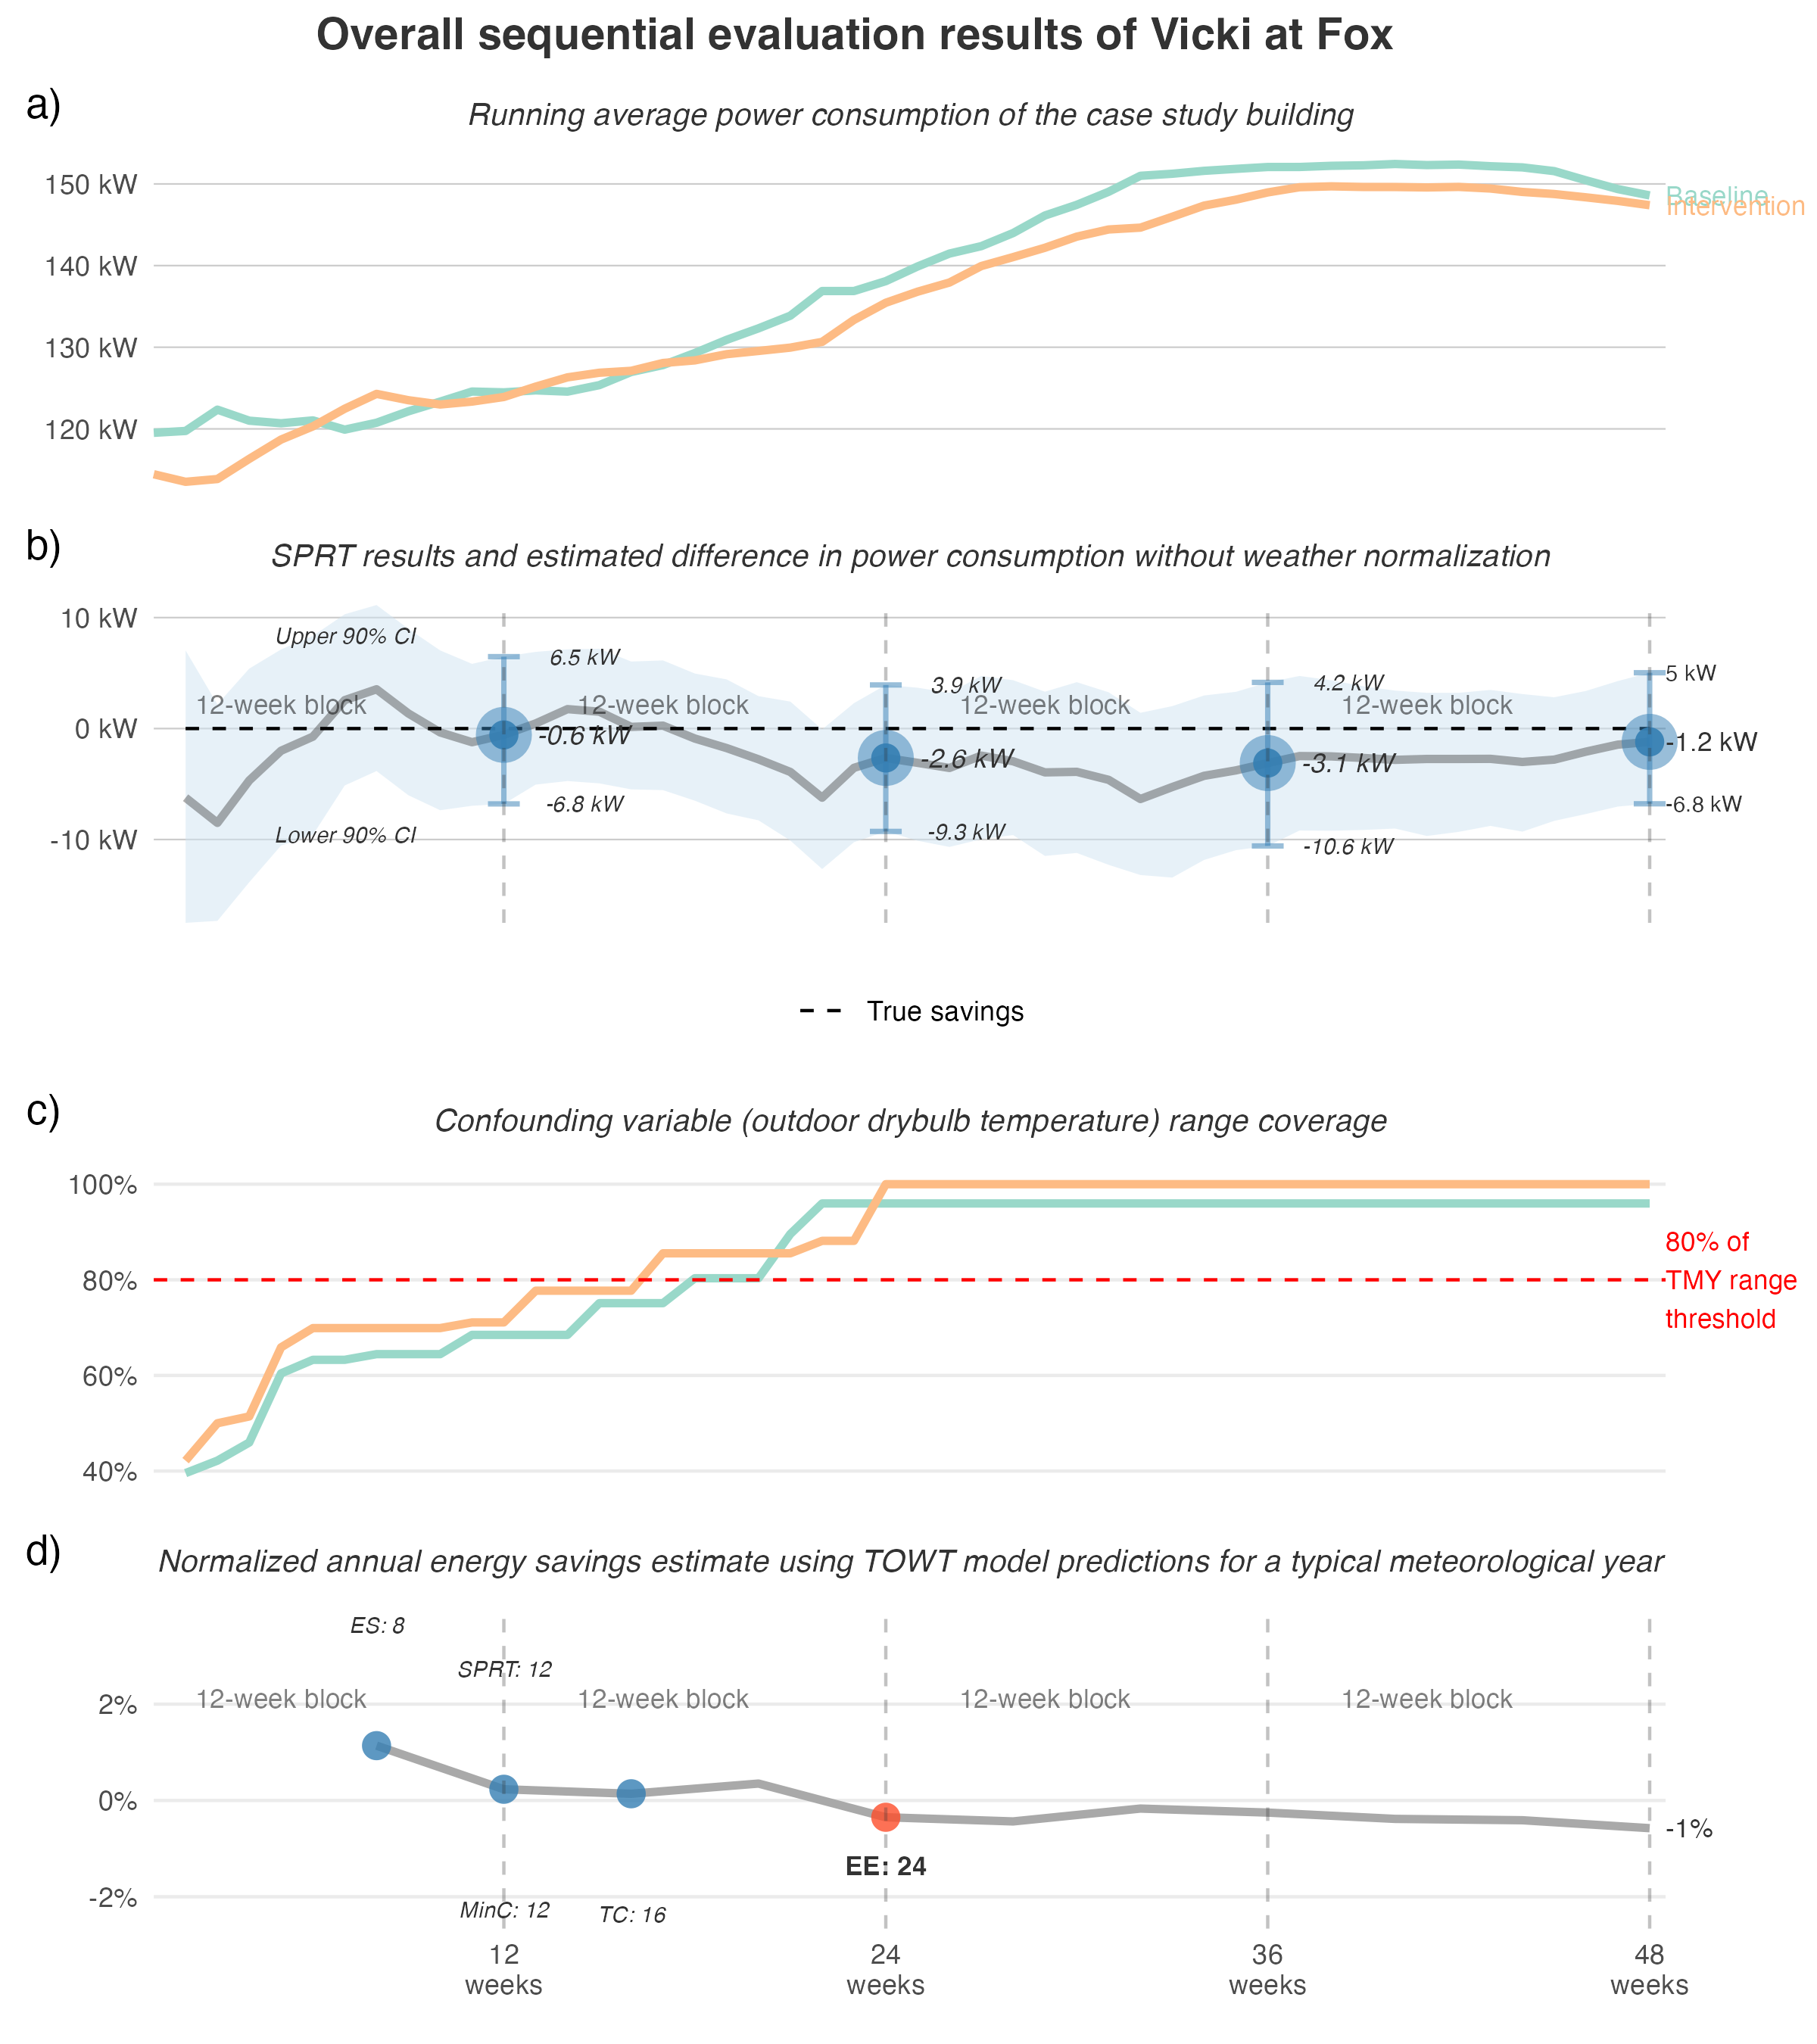 Overall sequential evaluation results of Vicki at Fox
a)
Running average power consumption of the case study building
150 kW
140 kW
130 kW
120 kW
Baseline
Intervention
b)
SPRT results and estimated difference in power consumption without weather normalization
10 kW
0 kW
-10 kW
Upper 90% CI
Lower 90% CI
12-week block
12-week block
12-week block
12-week block
6.5 kW
-0.6 kW
-6.8 kW
3.9 kW
-2.6 kW
-9.3 kW
4.2 kW
-3.1 kW
-10.6 kW
5 kW
-1.2 kW
-6.8 kW
True savings
c)
Confounding variable (outdoor drybulb temperature) range coverage
100%
80%
60%
40%
80% of
TMY range
threshold
d)
Normalized annual energy savings estimate using TOWT model predictions for a typical meteorological year
ES: 8
SPRT: 12
12-week block
12-week block
12-week block
12-week block
2%
0%
-2%
-1%
EE: 24
MinC: 12
TC: 16
12
weeks
24
weeks
36
weeks
48
weeks